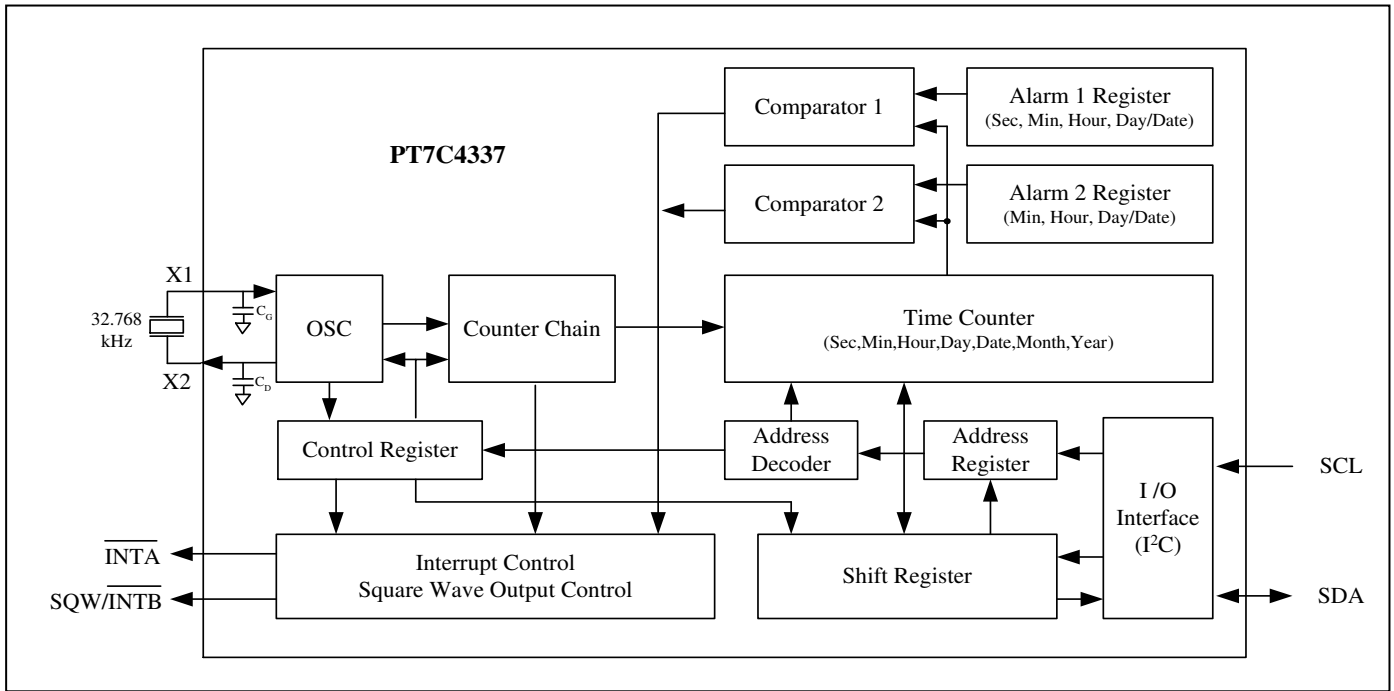 PT7C4337
Comparator 1
Alarm 1 Register
(Sec, Min, Hour, Day/Date)
Comparator 2
Alarm 2 Register
(Min, Hour, Day/Date)
X1
32.768
kHz
X2
CG
CD
OSC
Counter Chain
Time Counter
(Sec,Min,Hour,Day,Date,Month,Year)
Control Register
Address
Decoder
Address
Register
I /O
Interface
(I²C)
SCL
SDA
INTA
SQW/INTB
Interrupt Control
Square Wave Output Control
Shift Register